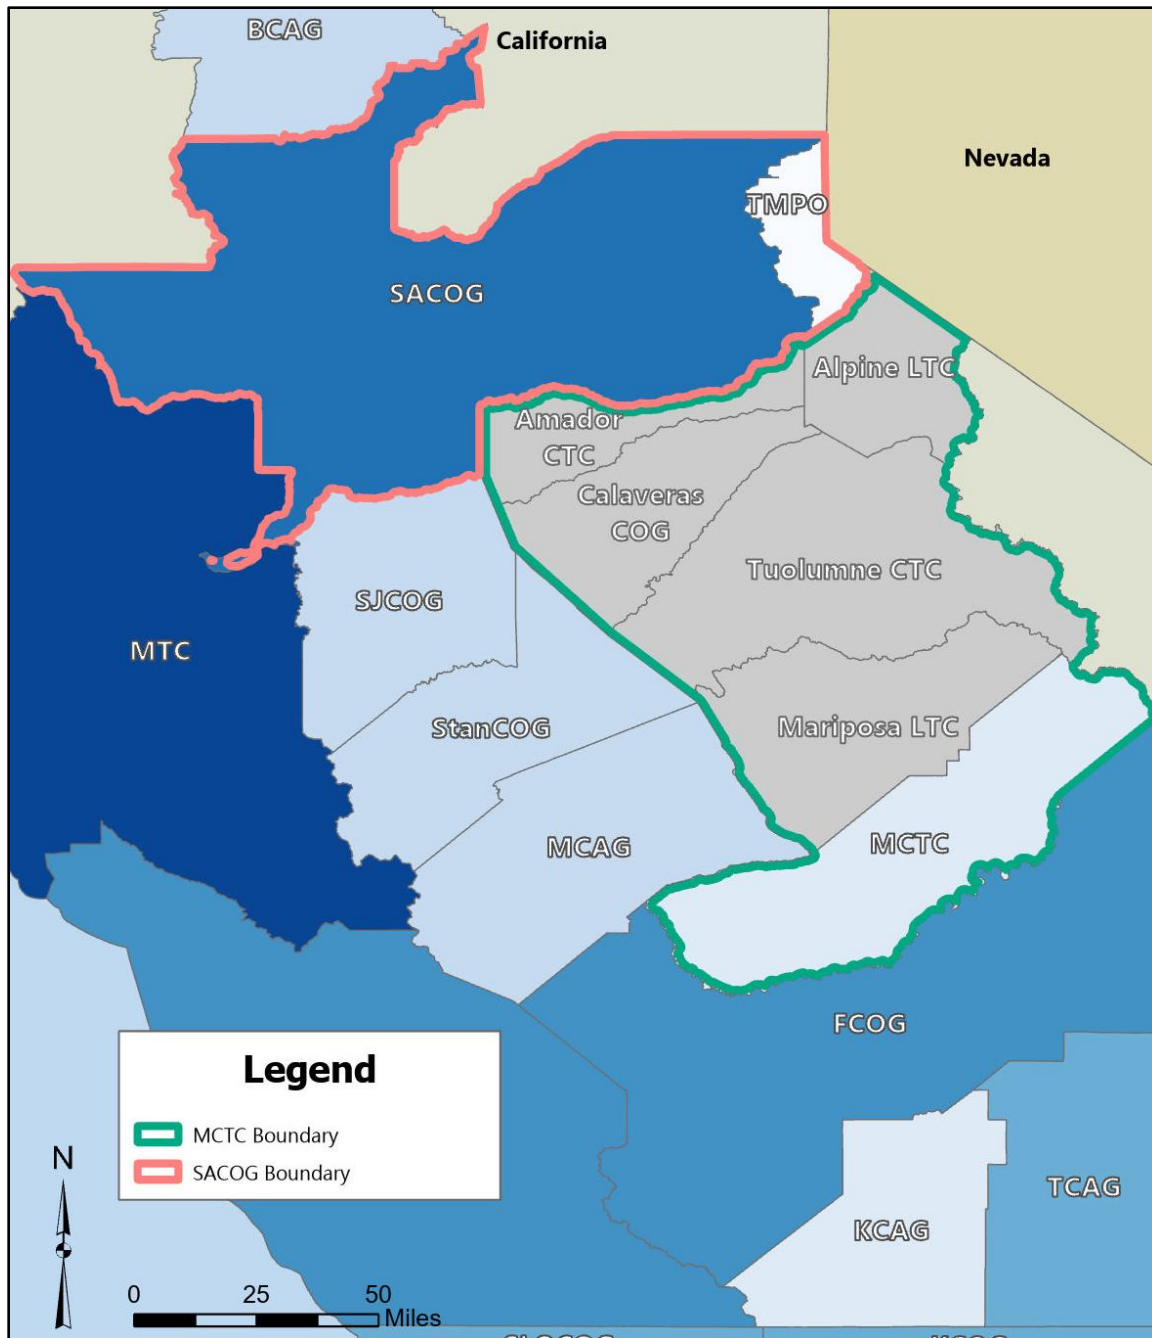 BCAG
California
Nevada
TMPO
SACOG
Alpine LTC
Amador
CTC
Calaveras
COG
Tuolumne CTC
SJCOG
MTC
StanCOG
Mariposa LTC
MCAG
MCTC
FCOG
Legend
MCTC Boundary
SACOG Boundary
N
TCAG
KCAG
0 25 50
Miles